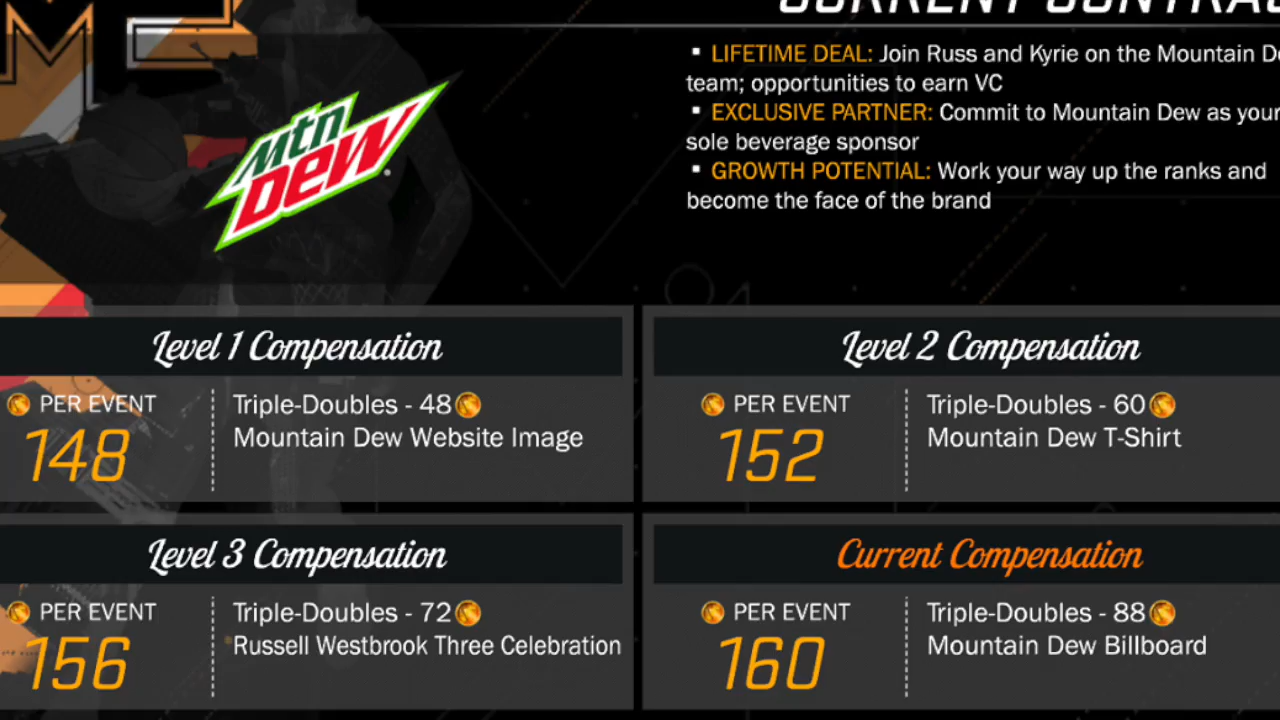 CURRENT
LIFETIME DEAL: Join Russ and Kyrie on the Mountain
team; opportunities to earn VC
EXCLUSIVE PARTNER: Commit to Mountain Dew as your
sole beverage sponsor
GROWTH POTENTIAL: Work your way up the ranks and
become the face of the brand
mtn
DEW
Level 1 Compensation
PER EVENT
148
Triple-Doubles - 48
Mountain Dew Website Image
Level 2 Compensation
PER EVENT
152
Triple-Doubles - 60
Mountain Dew T-Shirt
Level 3 Compensation
PER EVENT
156
Triple-Doubles - 72
Russell Westbrook Three Celebration
Current Compensation
PER EVENT
160
Triple-Doubles - 88
Mountain Dew Billboard